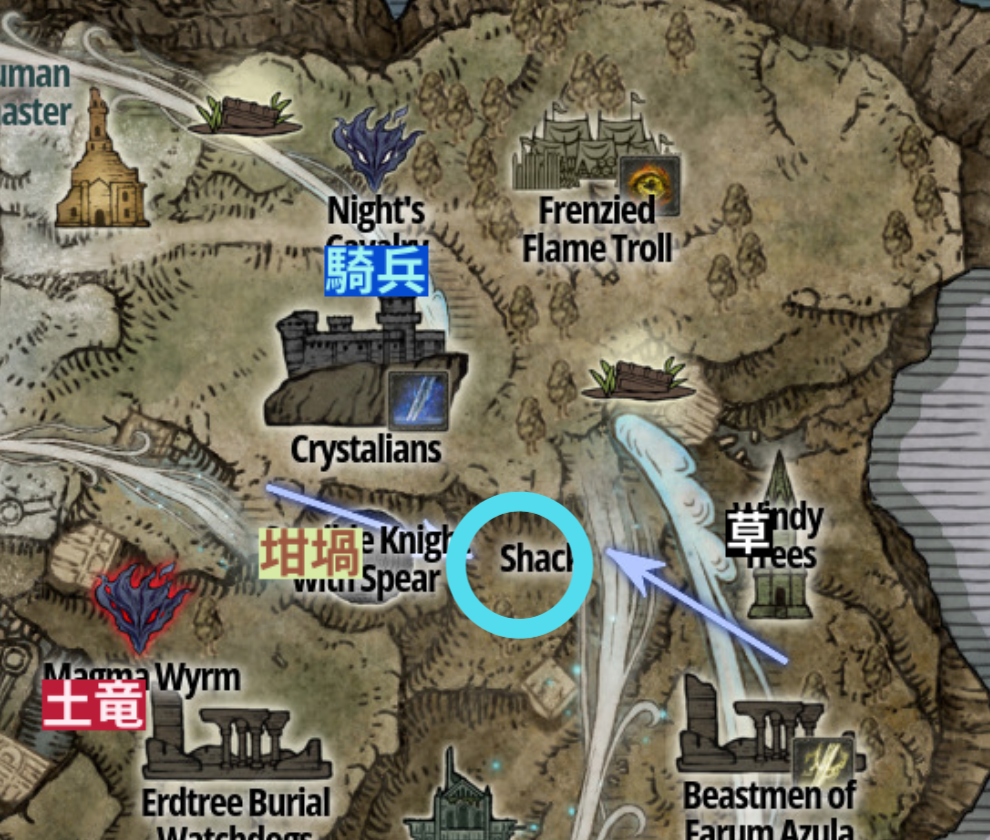 uman
aster
Night's
Cavalry
騎兵
Frenzied
Flame Troll
Crystalians
坩堝
e Knight
with Spear
Shack
草
Windy
Trees
Magma Wyrm
土竜
Erdtree Burial
Watchdogs
Beastmen of
Farum Azula